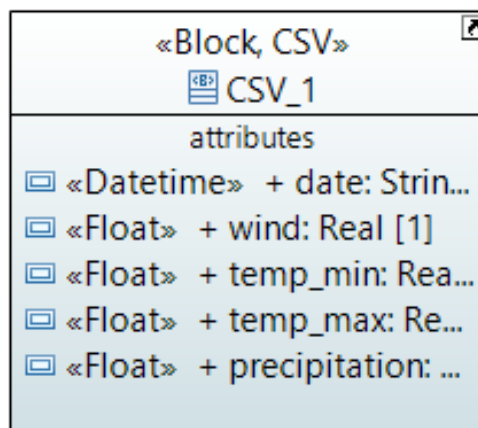 «Block, CSV»
CSV_1
attributes
«Datetime» + date: Strin...
«Float» + wind: Real [1]
«Float» + temp_min: Rea...
«Float» + temp_max: Re...
«Float» + precipitation: ...